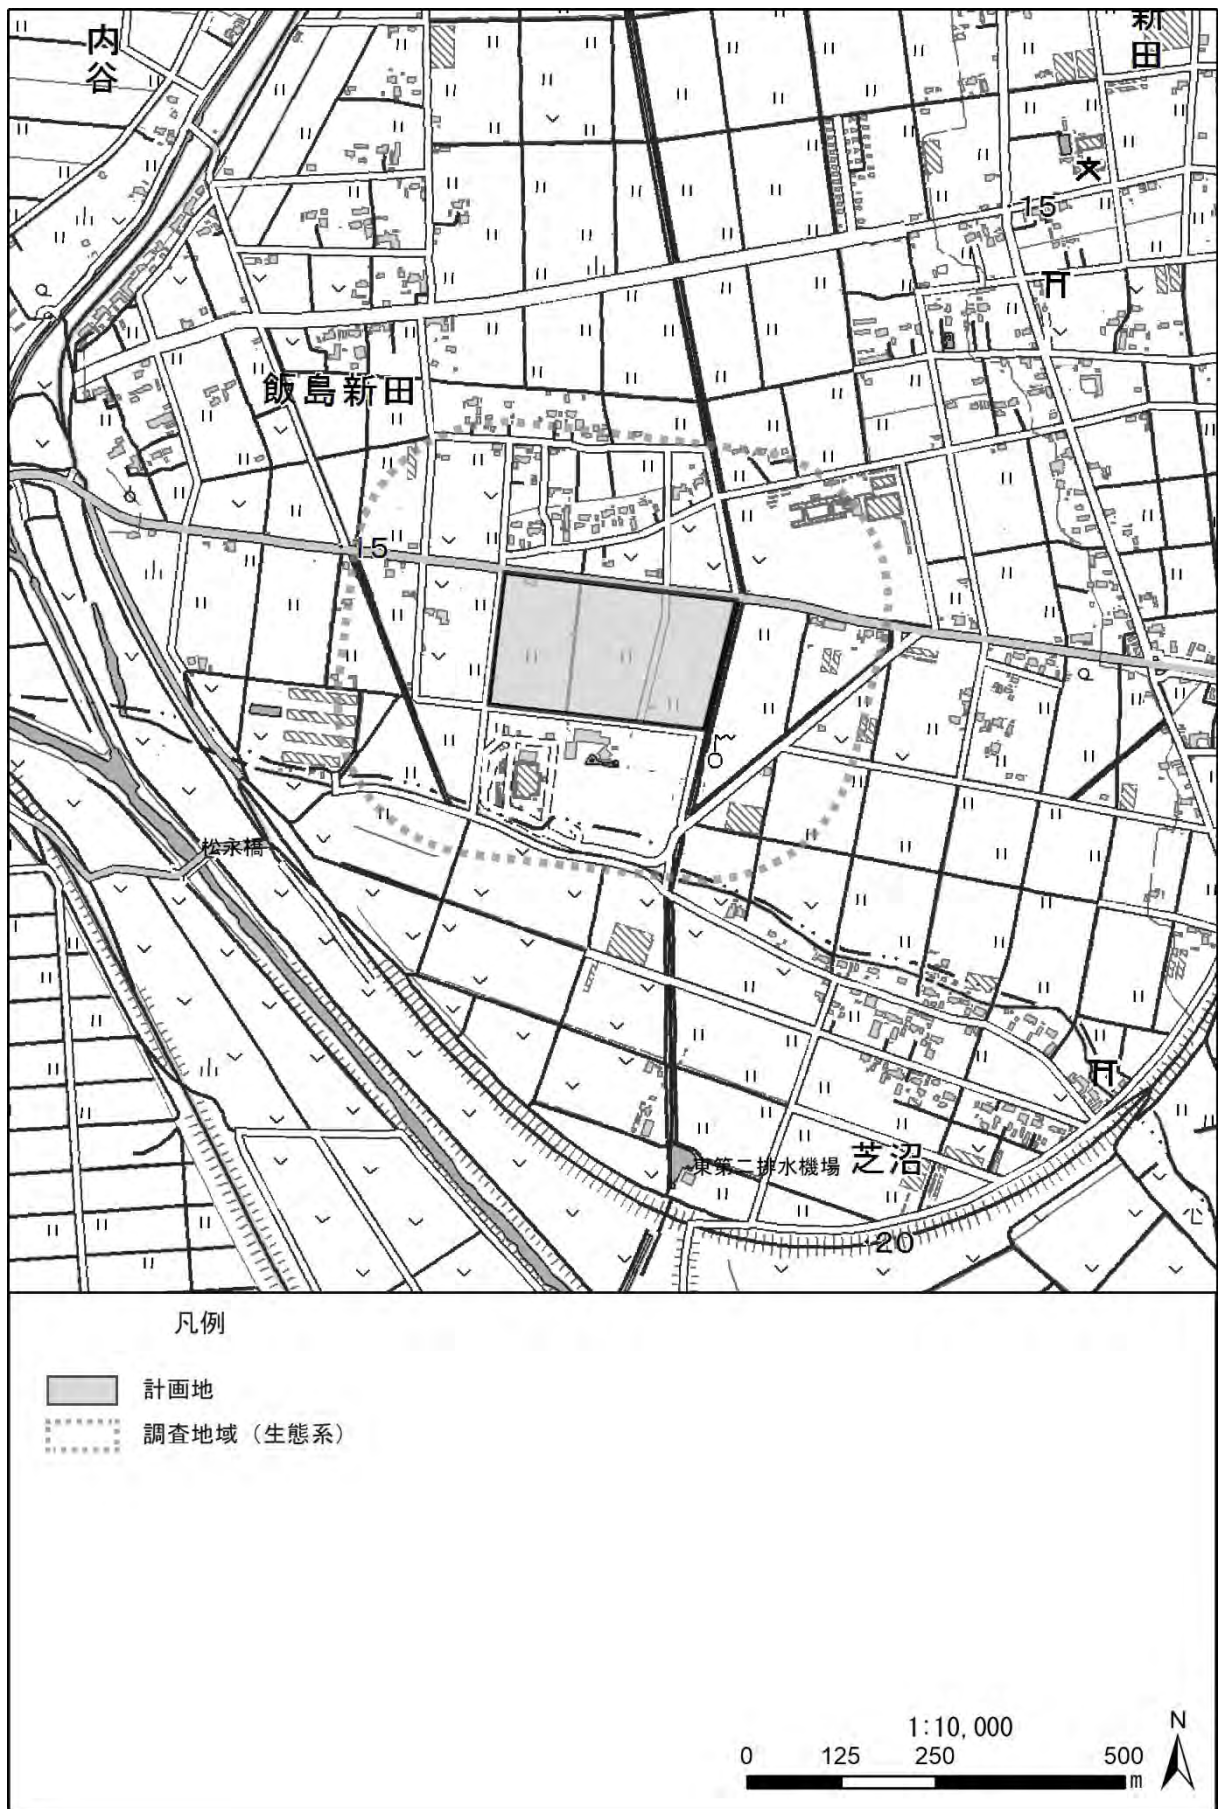 内谷
新田
文
15
飯島新田
15
松永橋
東第二排水機場
芝沼
20
凡例
計画地
調査地域（生態系）
1:10,000
N
0 125 250 500
m